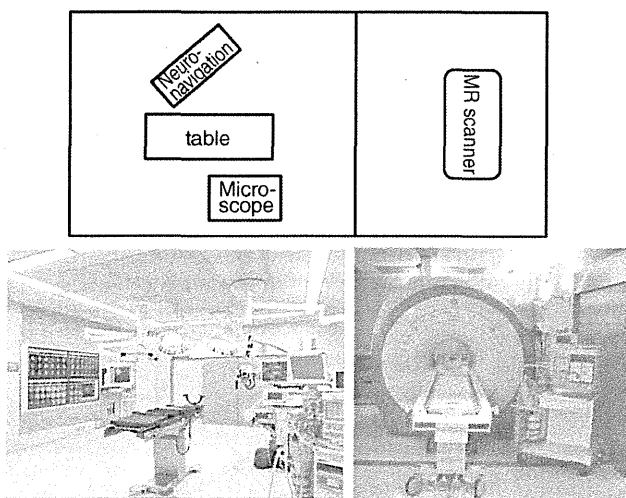 Neuro-
navigation
table
Micro-
scope
MR scanner